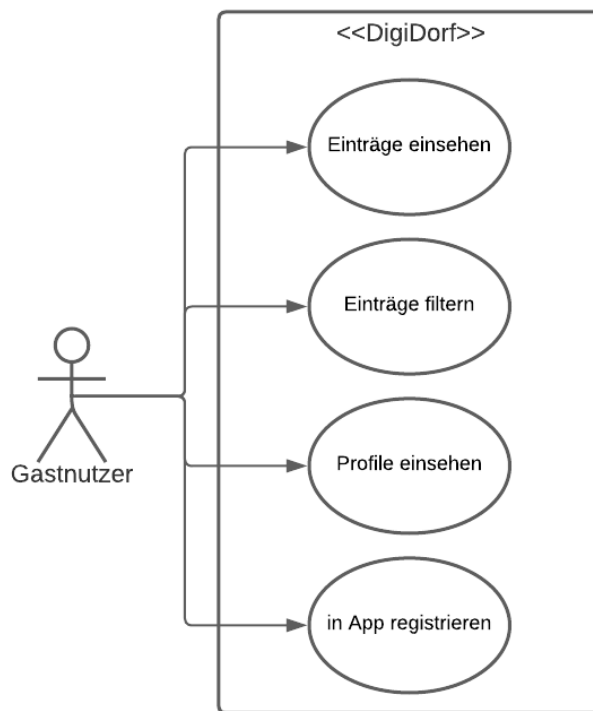 <<DigiDorf>>
Einträge einsehen
Einträge filtern
Profile einsehen
Gastnutzer
in App registrieren